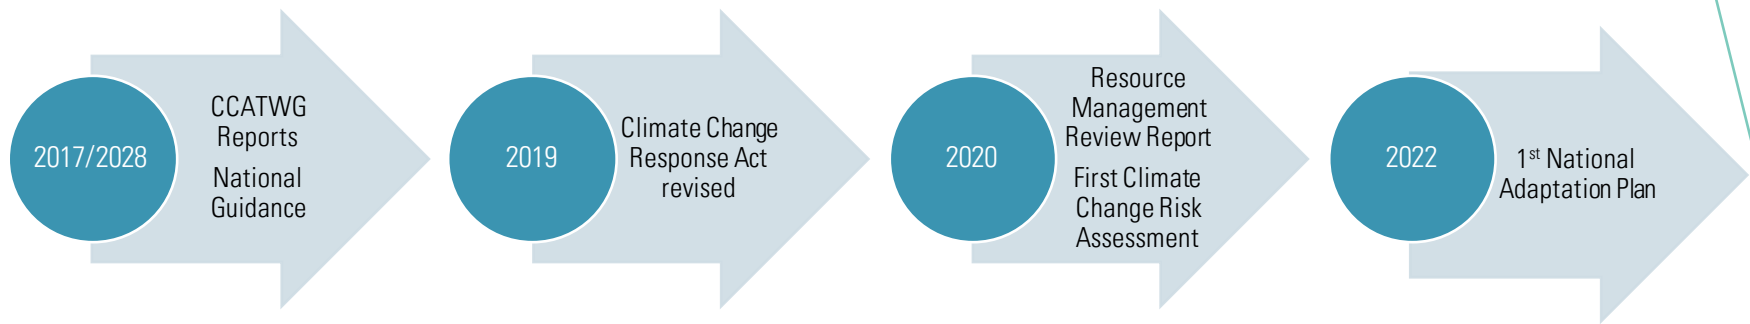 2017/2028
CCATWG
Reports
National
Guidance
2019
Climate Change
Response Act
revised
2020
Resource
Management
Review Report
First Climate
Change Risk
Assessment
2022
1st National
Adaptation Plan